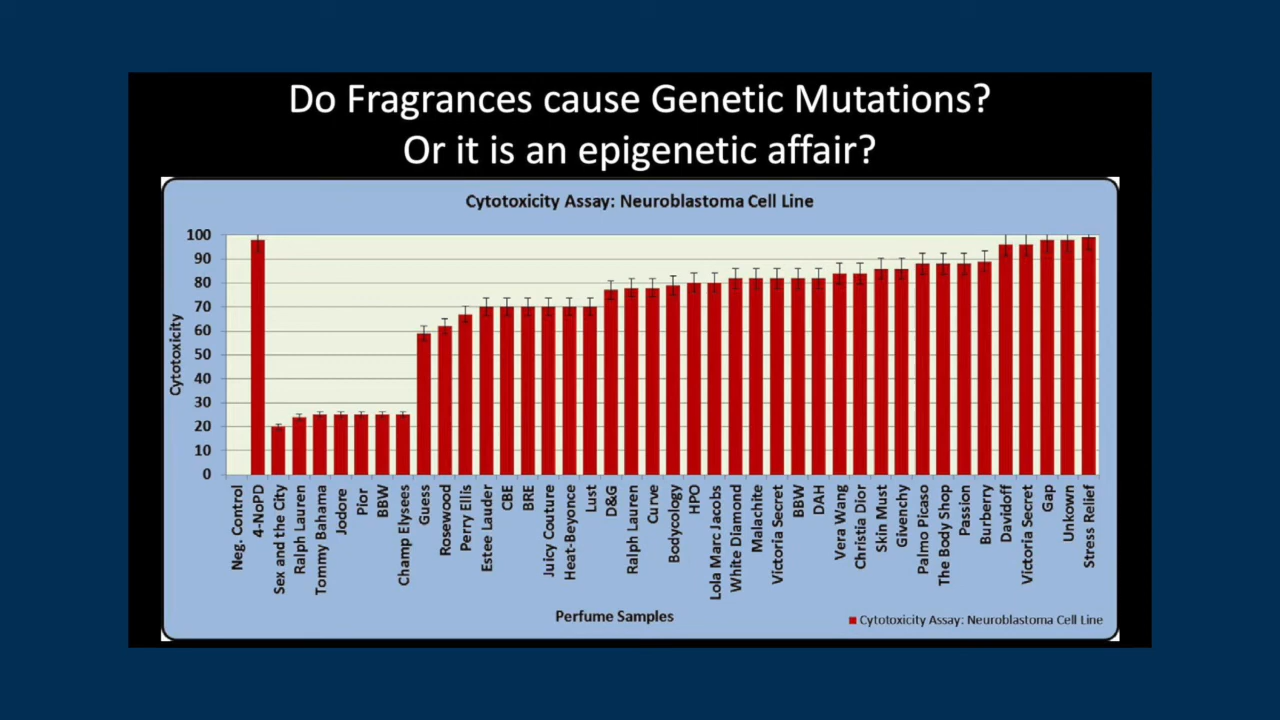 Do Fragrances cause Genetic Mutations?
Or it is an epigenetic affair?
Cytotoxicity Assay: Neuroblastoma Cell Line
Cytotoxicity
100
90
80
70
60
50
40
30
20
10
0
Neg. Control
4-NoPD
Sex and the City
Ralph Lauren
Tommy Bahama
Jodore
Pior
BBW
Champ Elysees
Guess
Rosewood
Perry Ellis
Estee Lauder
CBE
BRE
Juicy Couture
Heat-Beyonce
Lust
D&G
Ralph Lauren
Curve
Bodycology
HPO
Lola Marc Jacobs
White Diamond
Malachite
Victoria Secret
BBW
DAH
Vera Wang
Christia Dior
Skin Must
Givenchy
Palmo Picaso
The Body Shop
Passion
Burberry
Davidoff
Victoria Secret
Gap
Unkown
Stress Relief
Perfume Samples
Cytotoxicity Assay: Neuroblastoma Cell Line